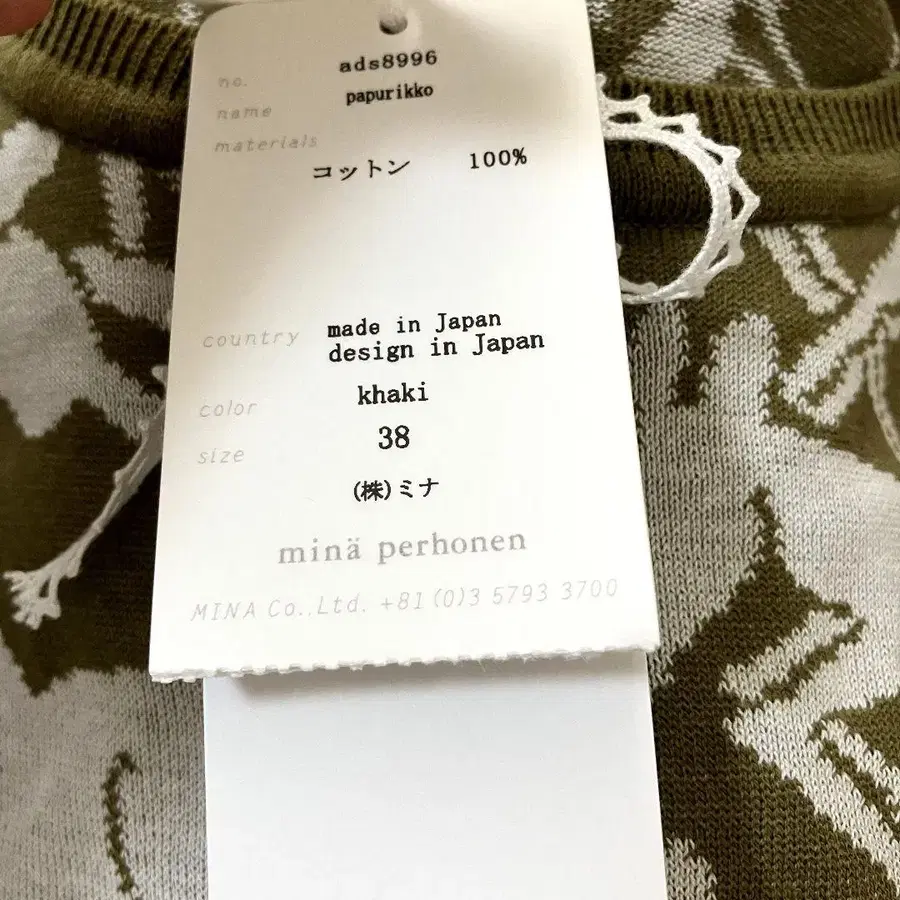 no. ads8996
name papurikko
materials
コットン 100%
country made in Japan
design in Japan
color khaki
size 38
(株)ミナ
minä perhonen
MINA Co.,Ltd. +81(0)3 5793 3700